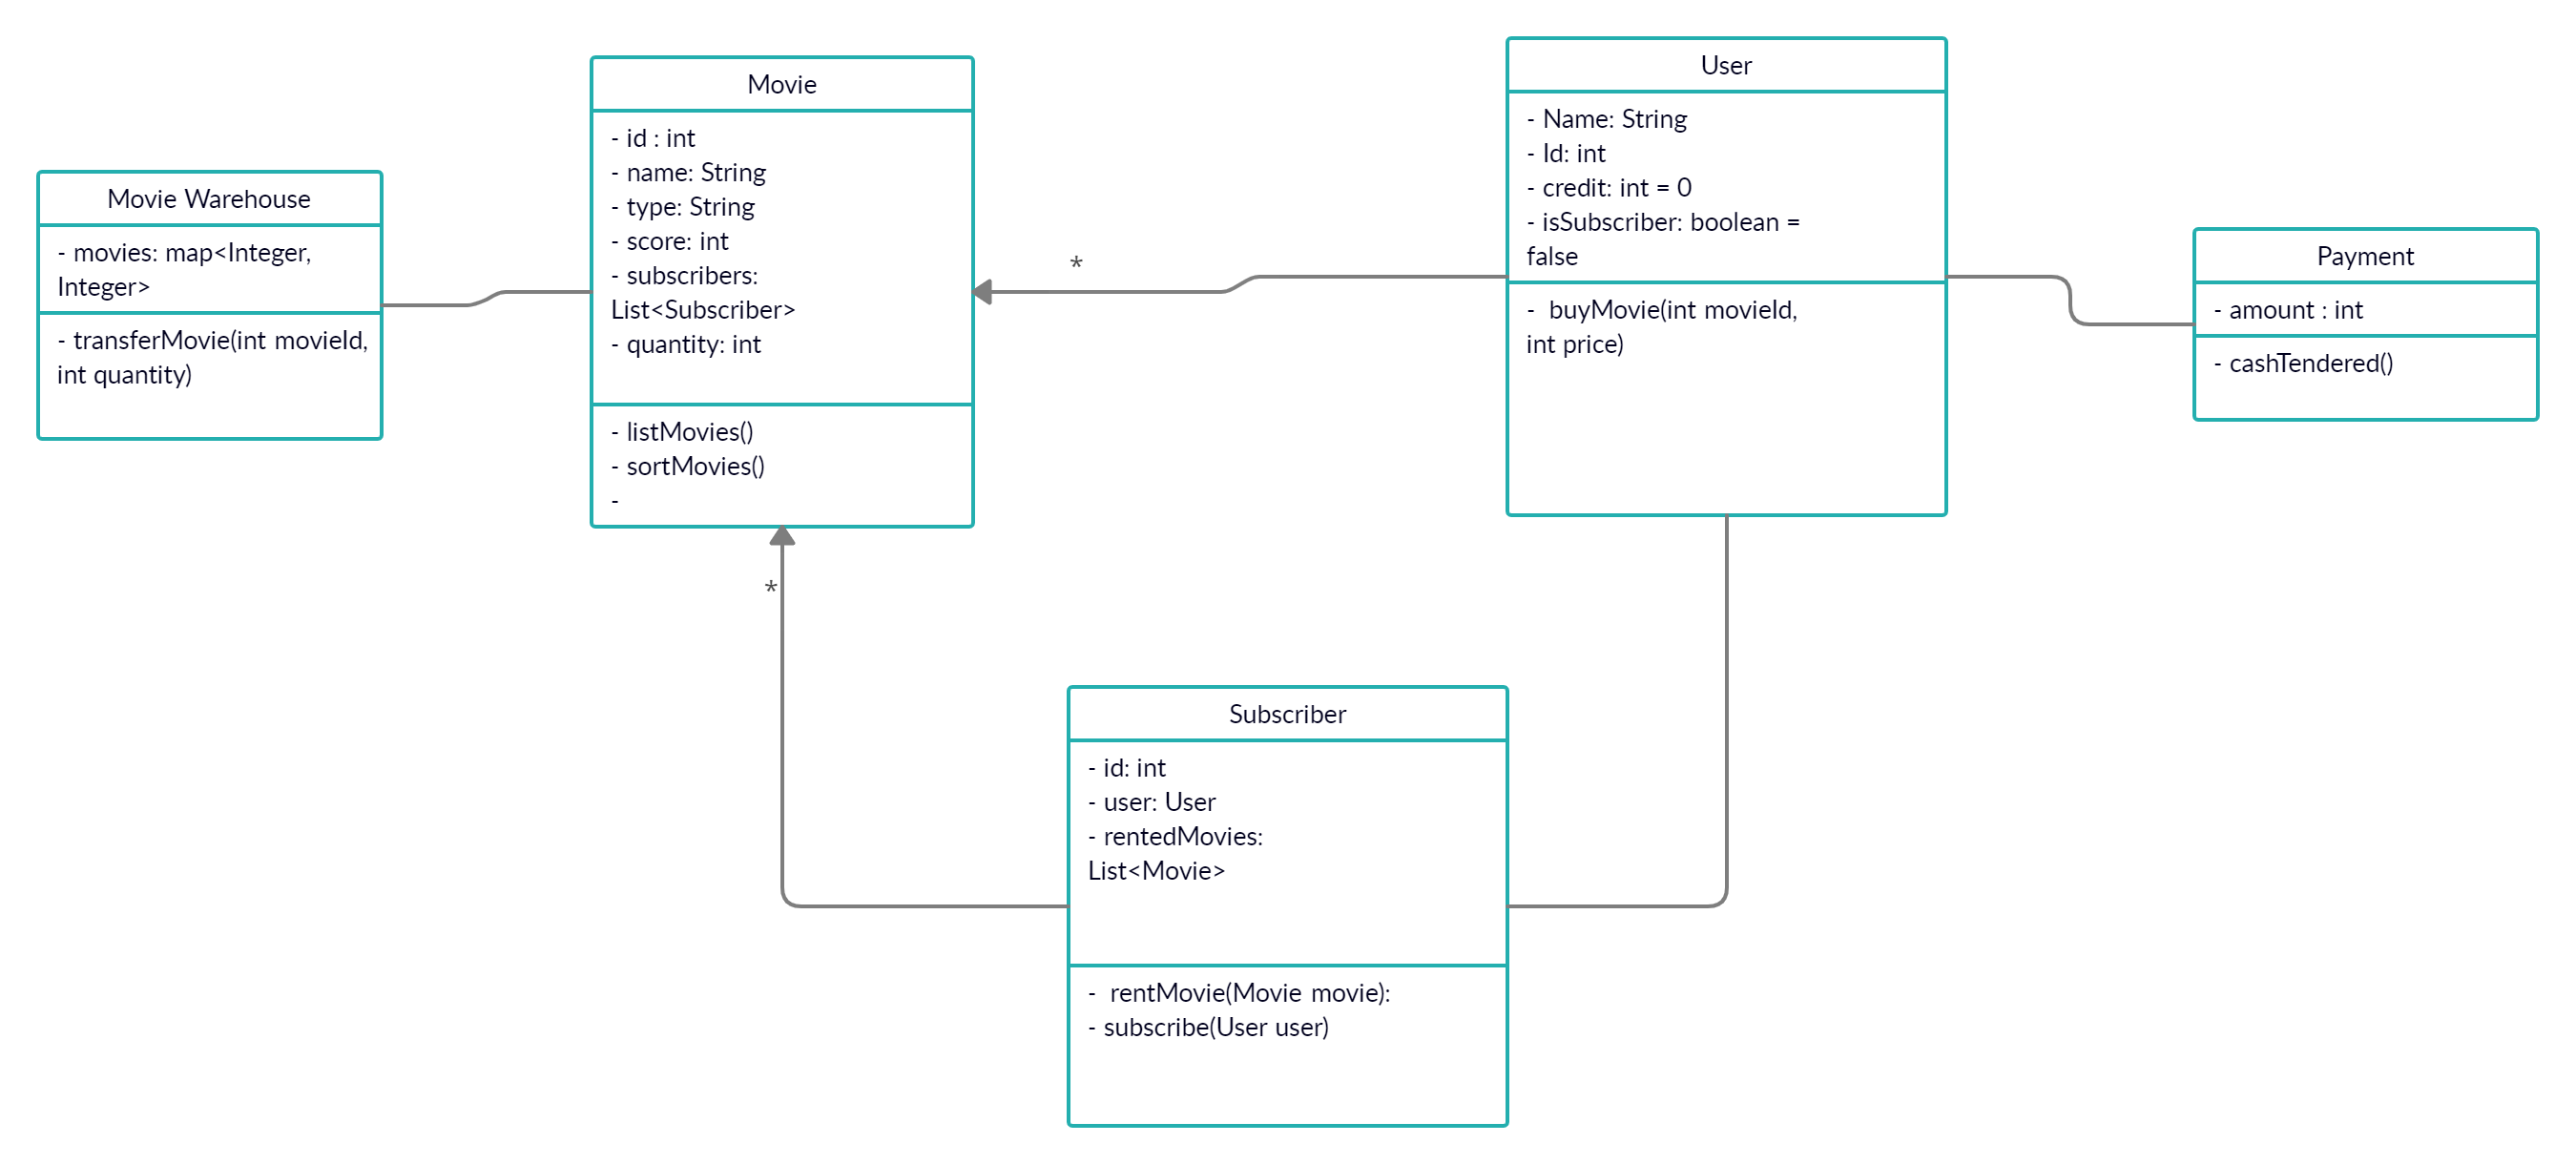 Movie Warehouse
- movies: map<Integer,
Integer>
- transferMovie(int movieId,
int quantity)
Movie
- id : int
- name: String
- type: String
- score: int
- subscribers:
List<Subscriber>
- quantity: int
- listMovies()
- sortMovies()
-
*
*
User
- Name: String
- Id: int
- credit: int = 0
- isSubscriber: boolean =
false
- buyMovie(int movieId,
int price)
Payment
- amount : int
- cashTendered()
Subscriber
- id: int
- user: User
- rentedMovies:
List<Movie>
- rentMovie(Movie movie):
- subscribe(User user)